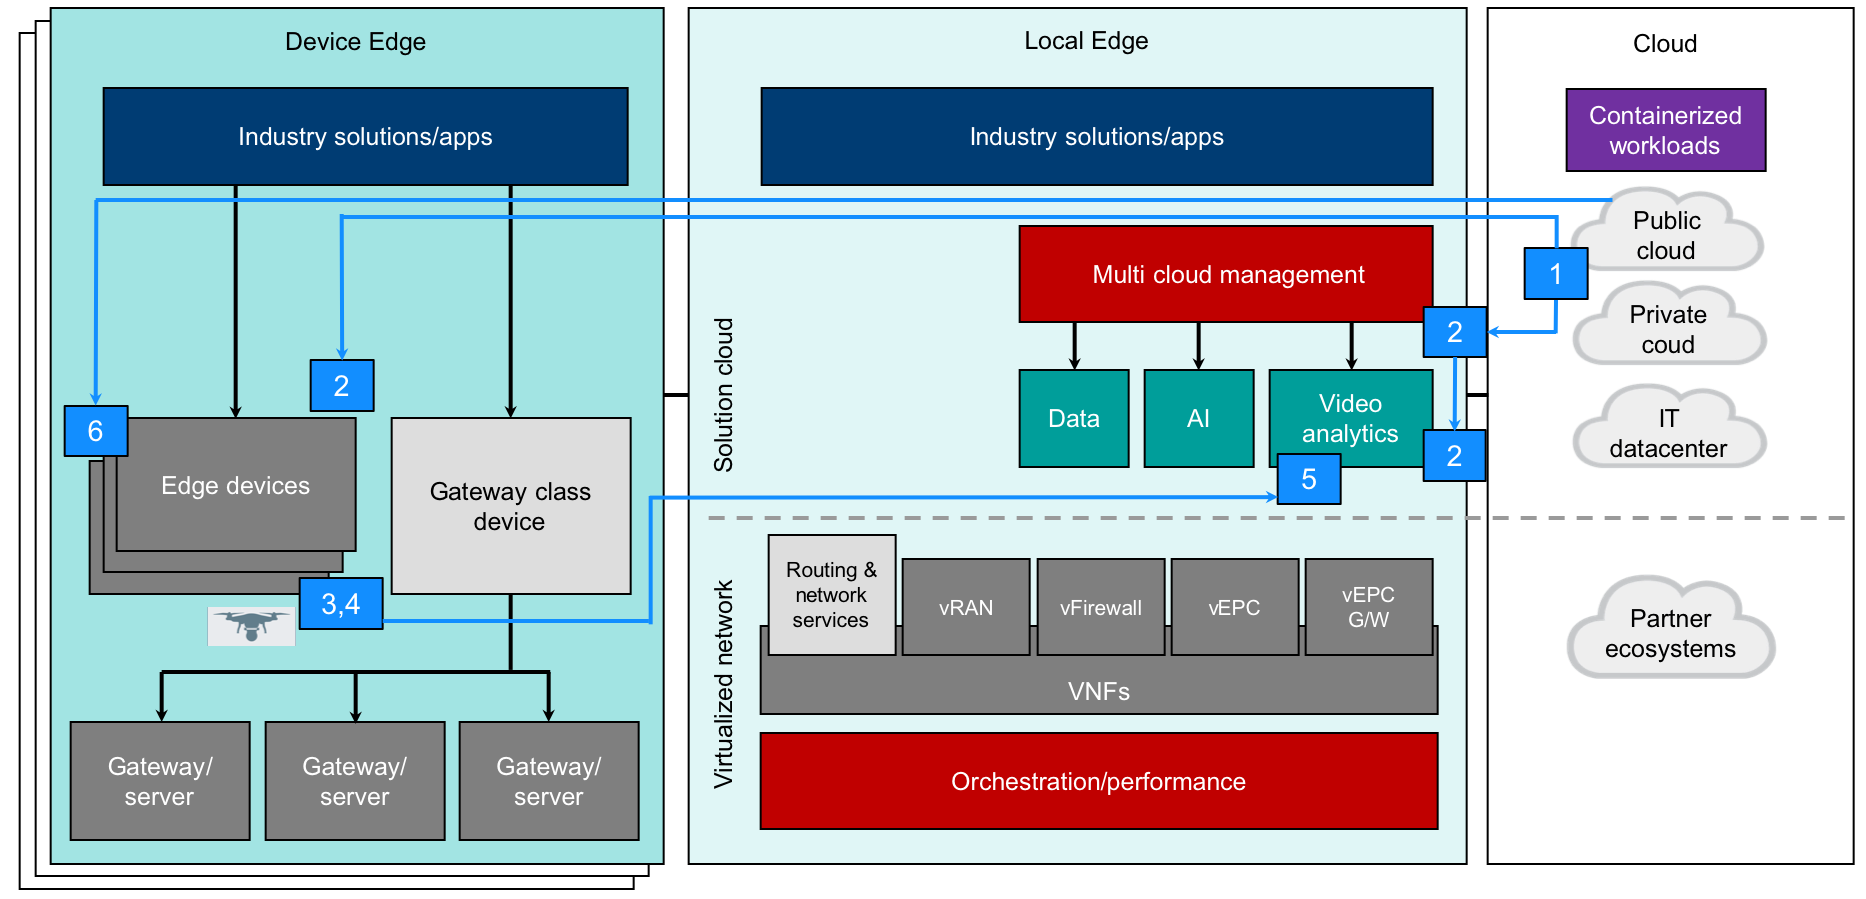 Device Edge
Industry solutions/apps
2
6
Edge devices
Gateway class
device
3,4
Gateway/
server
Gateway/
server
Gateway/
server
Local Edge
Industry solutions/apps
Solution cloud
Multi cloud management
2
Data
AI
Video
analytics
2
5
Virtualized network
Routing &
network
services
vRAN
vFirewall
vEPC
vEPC
G/W
VNFs
Orchestration/performance
Cloud
Containerized
workloads
Public
cloud
1
Private
coud
IT
datacenter
Partner
ecosystems